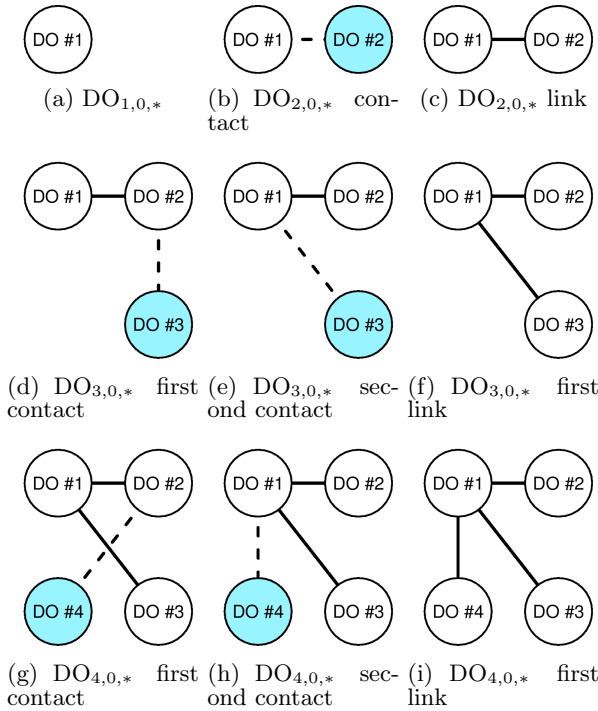 DO #1 DO #1 DO #2 DO #1 DO #2
(a) DO1,0,∗ (b) DO2,0,∗ con- (c) DO2,0,∗ link
tact
DO #1 DO #2 DO #1 DO #2 DO #1 DO #2
DO #3 DO #3 DO #3
(d) DO3,0,∗ first (e) DO3,0,∗ sec- (f) DO3,0,∗ first
contact ond contact link
DO #1 DO #2 DO #1 DO #2 DO #1 DO #2
DO #4 DO #3 DO #4 DO #3 DO #4 DO #3
(g) DO4,0,∗ first (h) DO4,0,∗ sec- (i) DO4,0,∗ first
contact ond contact link